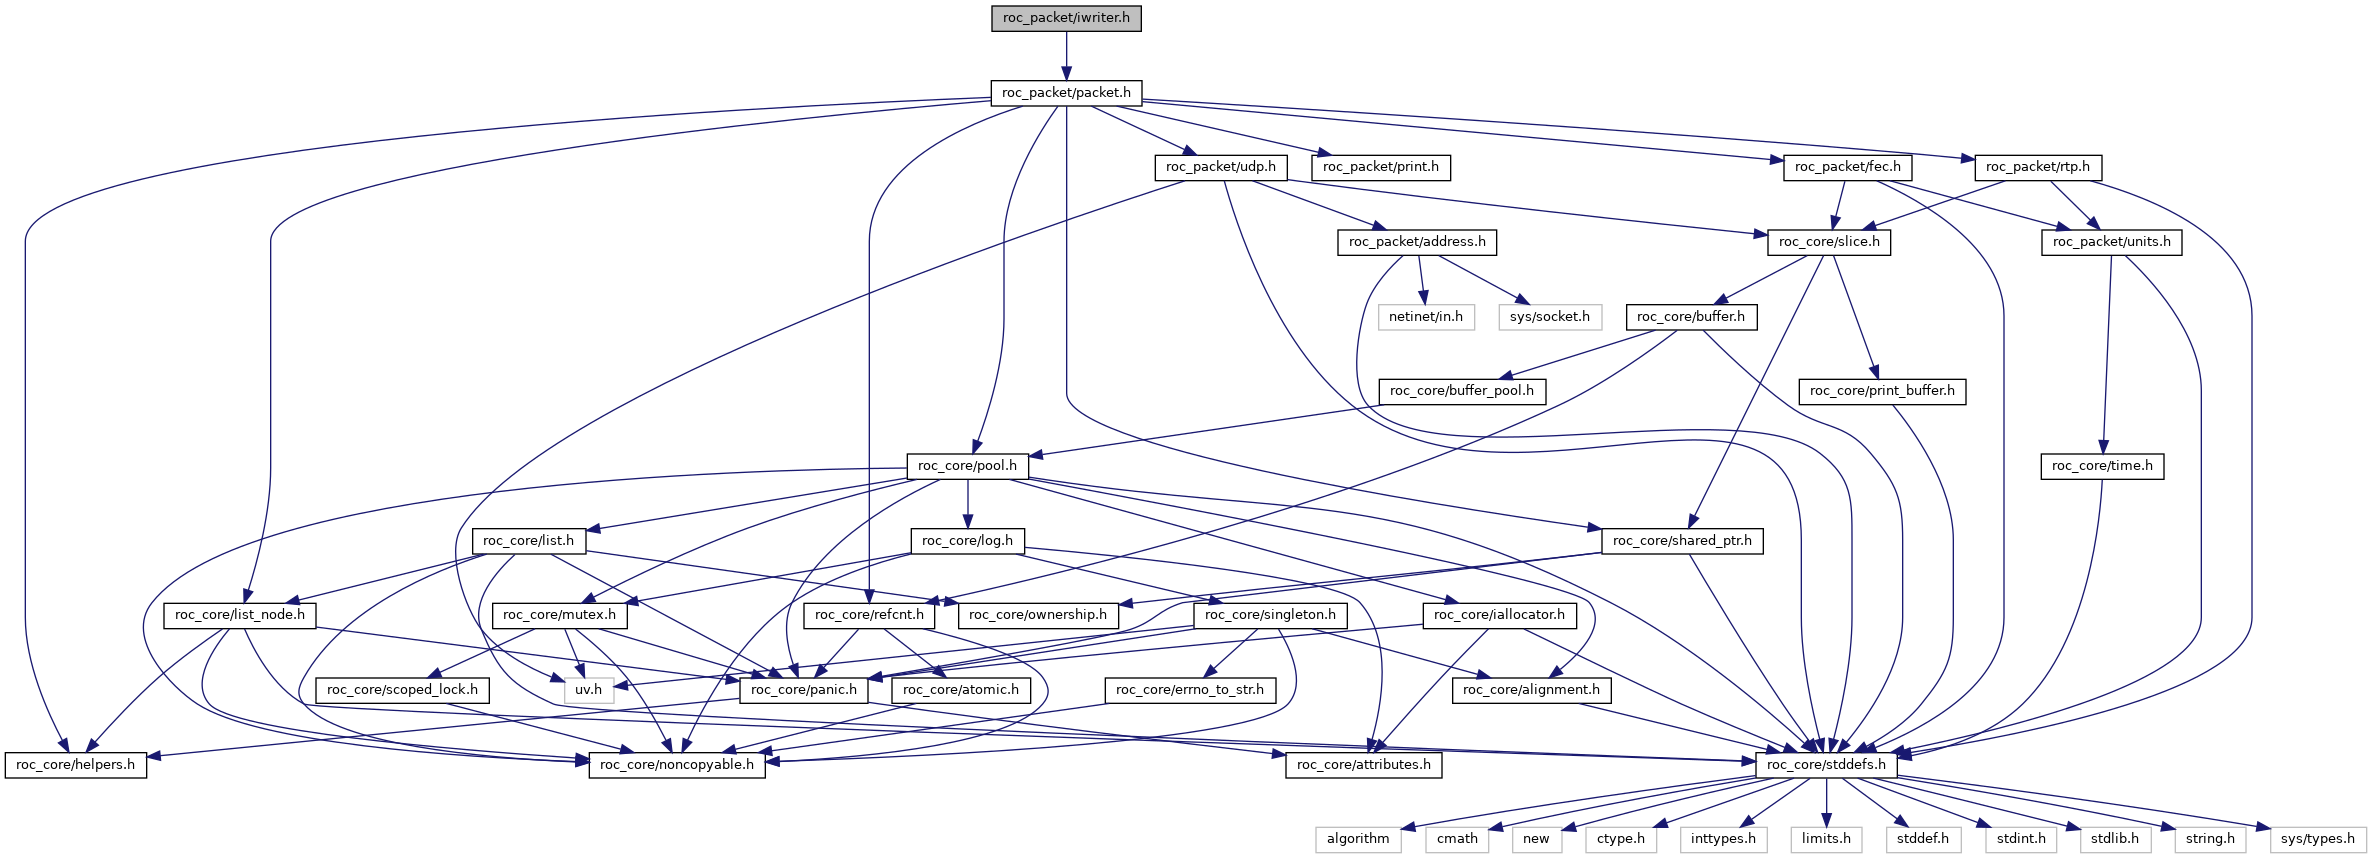 roc_packet/iwriter.h
roc_packet/packet.h
roc_packet/udp.h
roc_packet/print.h
roc_packet/fec.h
roc_packet/rtp.h
roc_packet/address.h
roc_core/slice.h
roc_packet/units.h
netinet/in.h
sys/socket.h
roc_core/buffer.h
roc_core/buffer_pool.h
roc_core/print_buffer.h
roc_core/pool.h
roc_core/time.h
roc_core/list.h
roc_core/log.h
roc_core/shared_ptr.h
roc_core/list_node.h
roc_core/mutex.h
roc_core/refcnt.h
roc_core/ownership.h
roc_core/singleton.h
roc_core/iallocator.h
roc_core/scoped_lock.h
uv.h
roc_core/panic.h
roc_core/atomic.h
roc_core/errno_to_str.h
roc_core/alignment.h
roc_core/helpers.h
roc_core/noncopyable.h
roc_core/attributes.h
roc_core/stddefs.h
algorithm
cmath
new
ctype.h
inttypes.h
limits.h
stddef.h
stdint.h
stdlib.h
string.h
sys/types.h